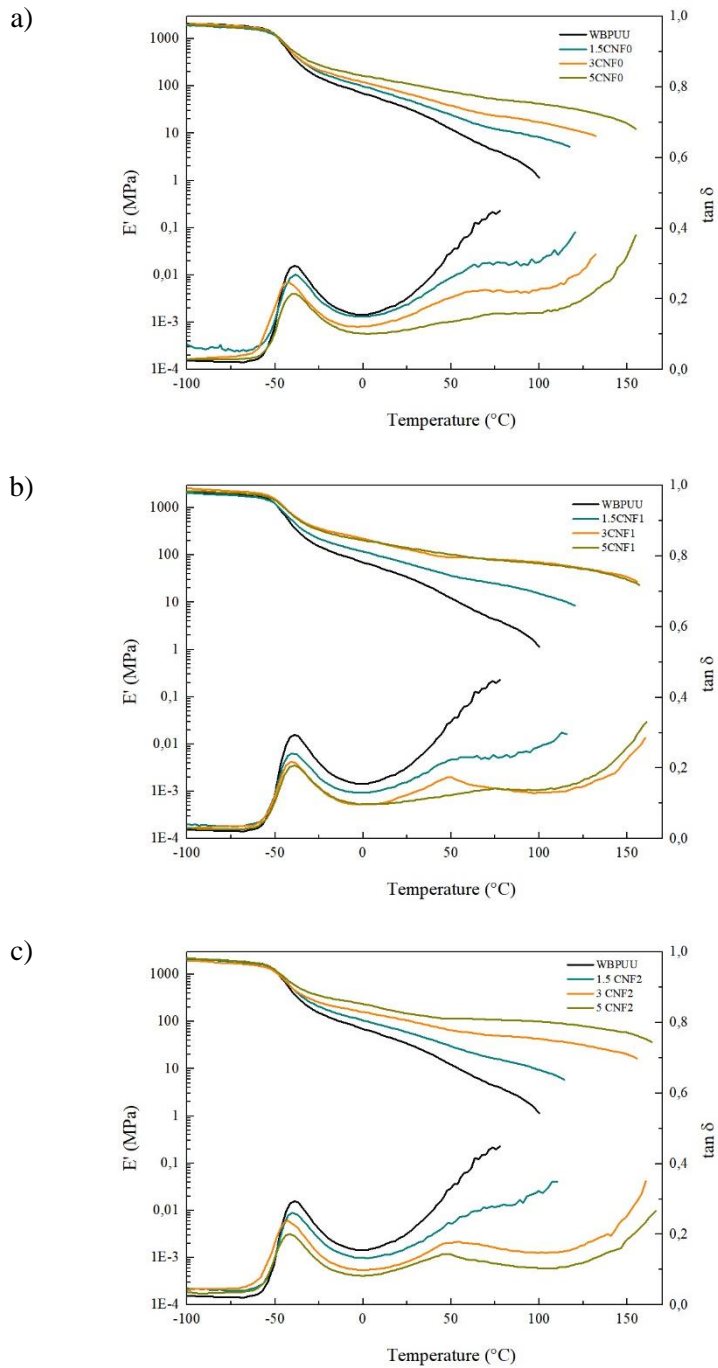 a)
1000
100
10
1
0,1
0,01
1E-3
1E-4
E' (MPa)
WBPUU
1.5CNF0
3CNF0
5CNF0
1,0
0,8
0,6
0,4
0,2
0,0
tan δ
-100 -50 0 50 100 150
Temperature (°C)
b)
1000
100
10
1
0,1
0,01
1E-3
1E-4
E' (MPa)
WBPUU
1.5CNF1
3CNF1
5CNF1
1,0
0,8
0,6
0,4
0,2
0,0
tan δ
-100 -50 0 50 100 150
Temperature (°C)
c)
1000
100
10
1
0,1
0,01
1E-3
1E-4
E' (MPa)
WBPUU
1.5 CNF2
3 CNF2
5 CNF2
1,0
0,8
0,6
0,4
0,2
0,0
tan δ
-100 -50 0 50 100 150
Temperature (°C)